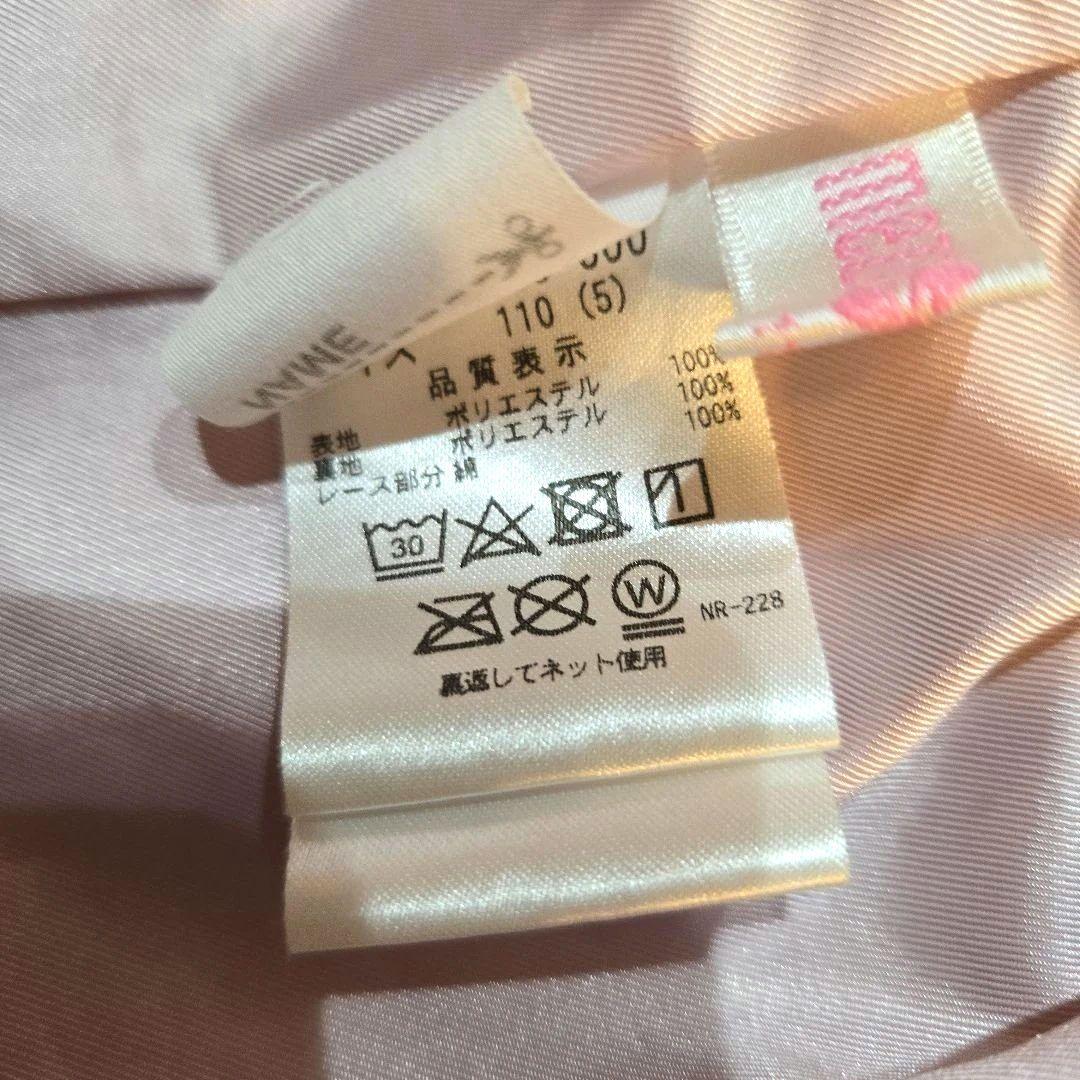 NAME
110 (5)
品質表示
表地 ポリエステル 100%
裏地 ポリエステル 100%
レース部分 綿 100%
30
W
NR-228
裏返してネット使用